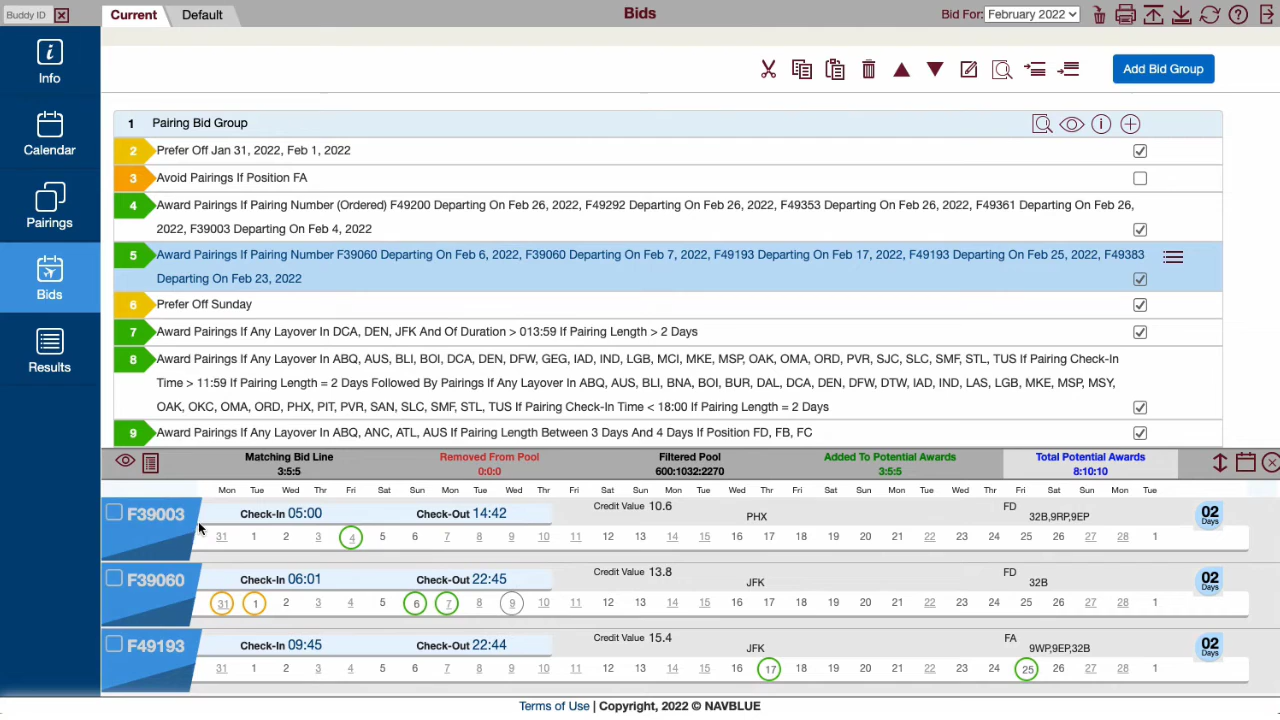 Buddy ID
Current
Default
Bids
Bid For: February 2022
Info
Calendar
Pairings
Bids
Results
Add Bid Group
1 Pairing Bid Group
2 Prefer Off Jan 31, 2022, Feb 1, 2022
3 Avoid Pairings If Position FA
4 Award Pairings If Pairing Number (Ordered) F49200 Departing On Feb 26, 2022, F49292 Departing On Feb 26, 2022, F49353 Departing On Feb 26, 2022, F49361 Departing On Feb 26,
2022, F39003 Departing On Feb 4, 2022
5 Award Pairings If Pairing Number F39060 Departing On Feb 6, 2022, F39060 Departing On Feb 7, 2022, F49193 Departing On Feb 17, 2022, F49193 Departing On Feb 25, 2022, F49383
Departing On Feb 23, 2022
6 Prefer Off Sunday
7 Award Pairings If Any Layover In DCA, DEN, JFK And Of Duration > 013:59 If Pairing Length > 2 Days
8 Award Pairings If Any Layover In ABQ, AUS, BLI, BOI, DCA, DEN, DFW, GEG, IAD, IND, LGB, MCI, MKE, MSP, OAK, OMA, ORD, PVR, SJC, SLC, SMF, STL, TUS If Pairing Check-In
Time > 11:59 If Pairing Length = 2 Days Followed By Pairings If Any Layover In ABQ, AUS, BLI, BNA, BOI, BUR, DAL, DCA, DEN, DFW, DTW, IAD, IND, LAS, LGB, MKE, MSP, MSY,
OAK, OKC, OMA, ORD, PHX, PIT, PVR, SAN, SLC, SMF, STL, TUS If Pairing Check-In Time < 18:00 If Pairing Length = 2 Days
9 Award Pairings If Any Layover In ABQ, ANC, ATL, AUS If Pairing Length Between 3 Days And 4 Days If Position FD, FB, FC
Matching Bid Line Removed From Pool Filtered Pool Added To Potential Awards Total Potential Awards
3:5:5 0:0:0 600:1032:2270 3:5:5 8:10:10
Mon Tue Wed Thr Fri Sat Sun Mon Tue Wed Thr Fri Sat Sun Mon Tue Wed Thr Fri Sat Sun Mon Tue Wed Thr Fri Sat Sun Mon Tue
F39003 Check-In 05:00 Check-Out 14:42 Credit Value 10.6 PHX FD 32B,9RP,9EP 02 Days
31 1 2 3 4 5 6 7 8 9 10 11 12 13 14 15 16 17 18 19 20 21 22 23 24 25 26 27 28 1
F39060 Check-In 06:01 Check-Out 22:45 Credit Value 13.8 JFK FD 32B 02 Days
31 1 2 3 4 5 6 7 8 9 10 11 12 13 14 15 16 17 18 19 20 21 22 23 24 25 26 27 28 1
F49193 Check-In 09:45 Check-Out 22:44 Credit Value 15.4 JFK FA 9WP,9EP,32B 02 Days
31 1 2 3 4 5 6 7 8 9 10 11 12 13 14 15 16 17 18 19 20 21 22 23 24 25 26 27 28 1
Terms of Use | Copyright, 2022 © NAVBLUE